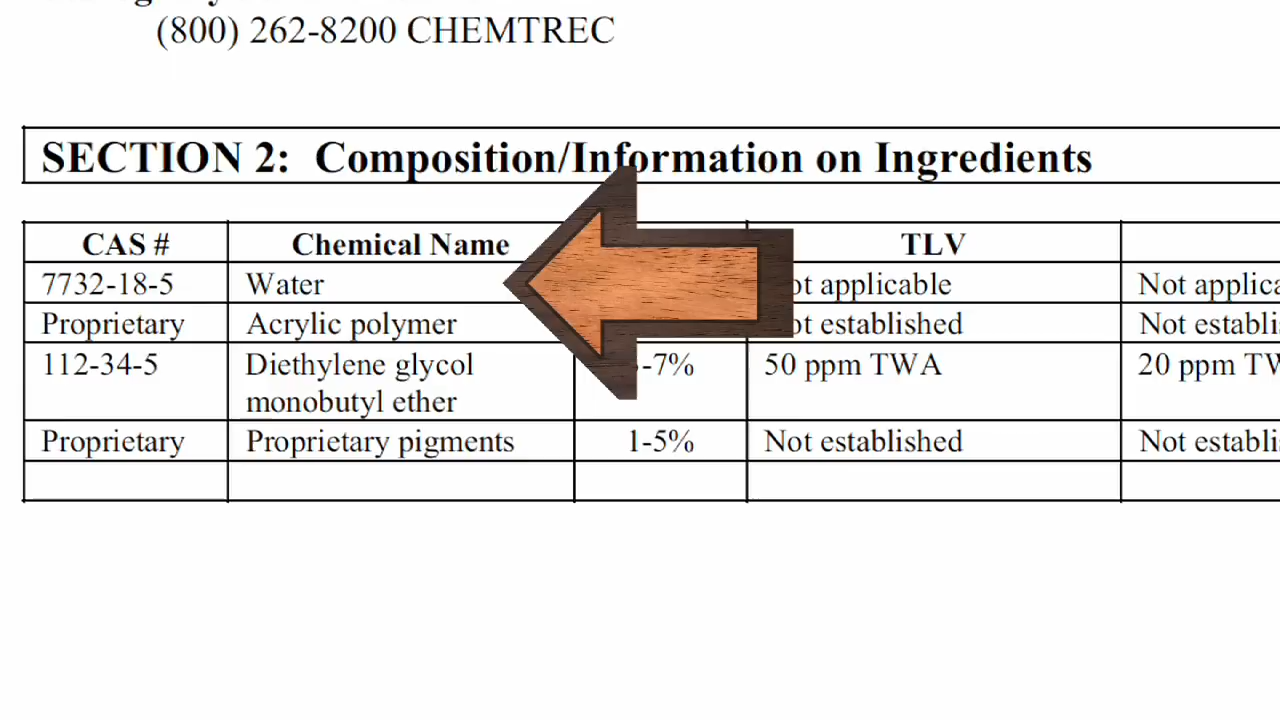 (800) 262-8200 CHEMTREC
SECTION 2: Composition/Information on Ingredients
CAS # Chemical Name TLV
7732-18-5 Water applicable Not
Proprietary Acrylic polymer established Not
112-34-5 Diethylene glycol -7% 50 ppm TWA 20 ppm
monobutyl ether
Proprietary Proprietary pigments 1-5% Not established Not